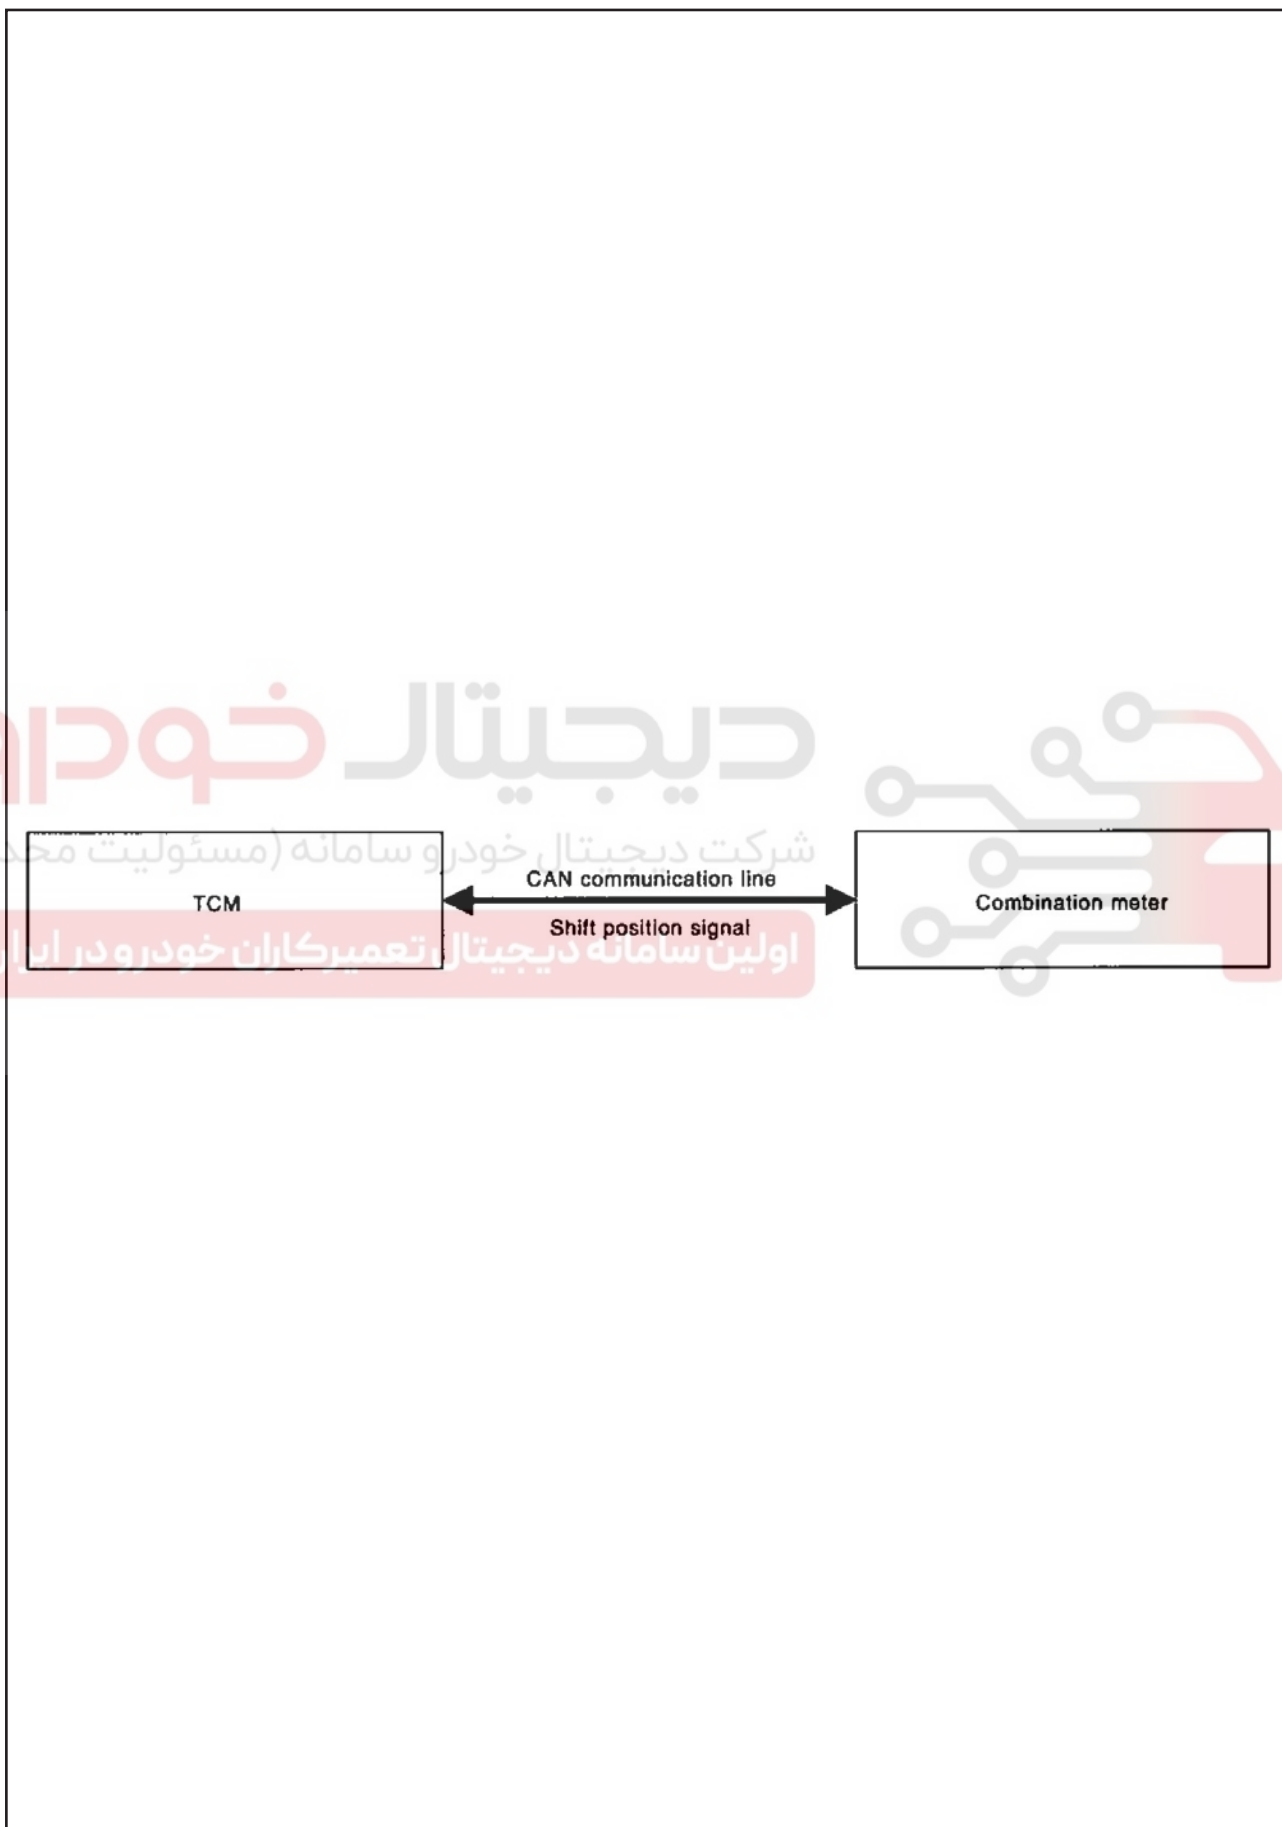 دیجیتال خودرو
شرکت دیجیتال خودرو سامانه (مسئولیت
اولین سامانه دیجیتال تعمیرکاران خودرو در ایران
TCM
CAN communication line
Shift position signal
Combination meter